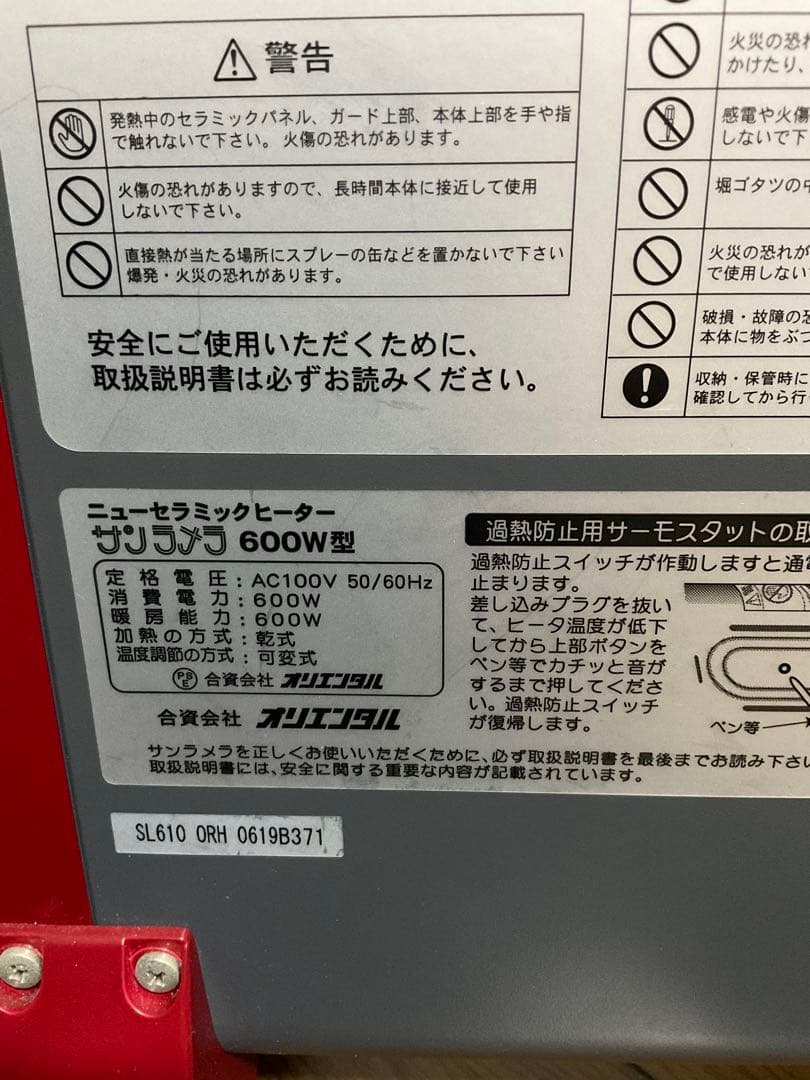 警告
発熱中のセラミックパネル、ガード上部、本体上部を手や指
で触れないで下さい。火傷の恐れがあります。
火傷の恐れがありますので、長時間本体に接近して使用
しないで下さい。
直接熱が当たる場所にスプレーの缶などを置かないで下さい
爆発・火災の恐れがあります。
安全にご使用いただくために、
取扱説明書は必ずお読みください。
火災の恐れ
かけたり、
感電や火傷
しないで下
堀ゴタツの中
火災の恐れが
で使用しない
破損・故障の恐
本体に物をぶつ
収納・保管時に
確認してから行
ニューセラミックヒーター
サンラメラ 600W型
定格電圧:AC100V 50/60Hz
消費電力:600W
暖房能力:600W
加熱の方式:乾式
温度調節の方式:可変式
PSE 合資会社 オリエンタル
合資会社 オリエンタル
過熱防止用サーモスタットの取
過熱防止スイッチが作動しますと通電
止まります。
差し込みプラグを抜い
て、ヒータ温度が低下
してから上部ボタンを
ペン等でカチッと音が
するまで押してくださ
い。過熱防止スイッチ
が復帰します。
ペン等
サンラメラを正しくお使いいただくために、必ず取扱説明書を最後までお読み下さい
取扱説明書には、安全に関する重要な内容が記載されています。
SL610 ORH 0619B371